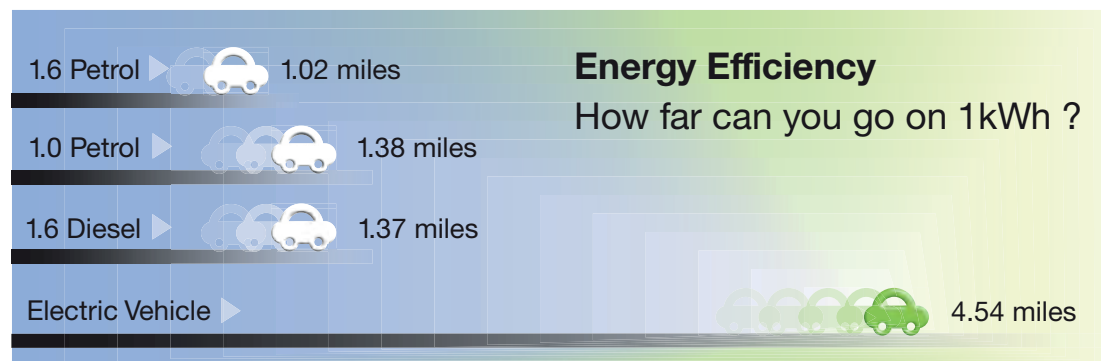 Energy Efficiency
How far can you go on 1kWh ?
1.6 Petrol 1.02 miles
1.0 Petrol 1.38 miles
1.6 Diesel 1.37 miles
Electric Vehicle 4.54 miles